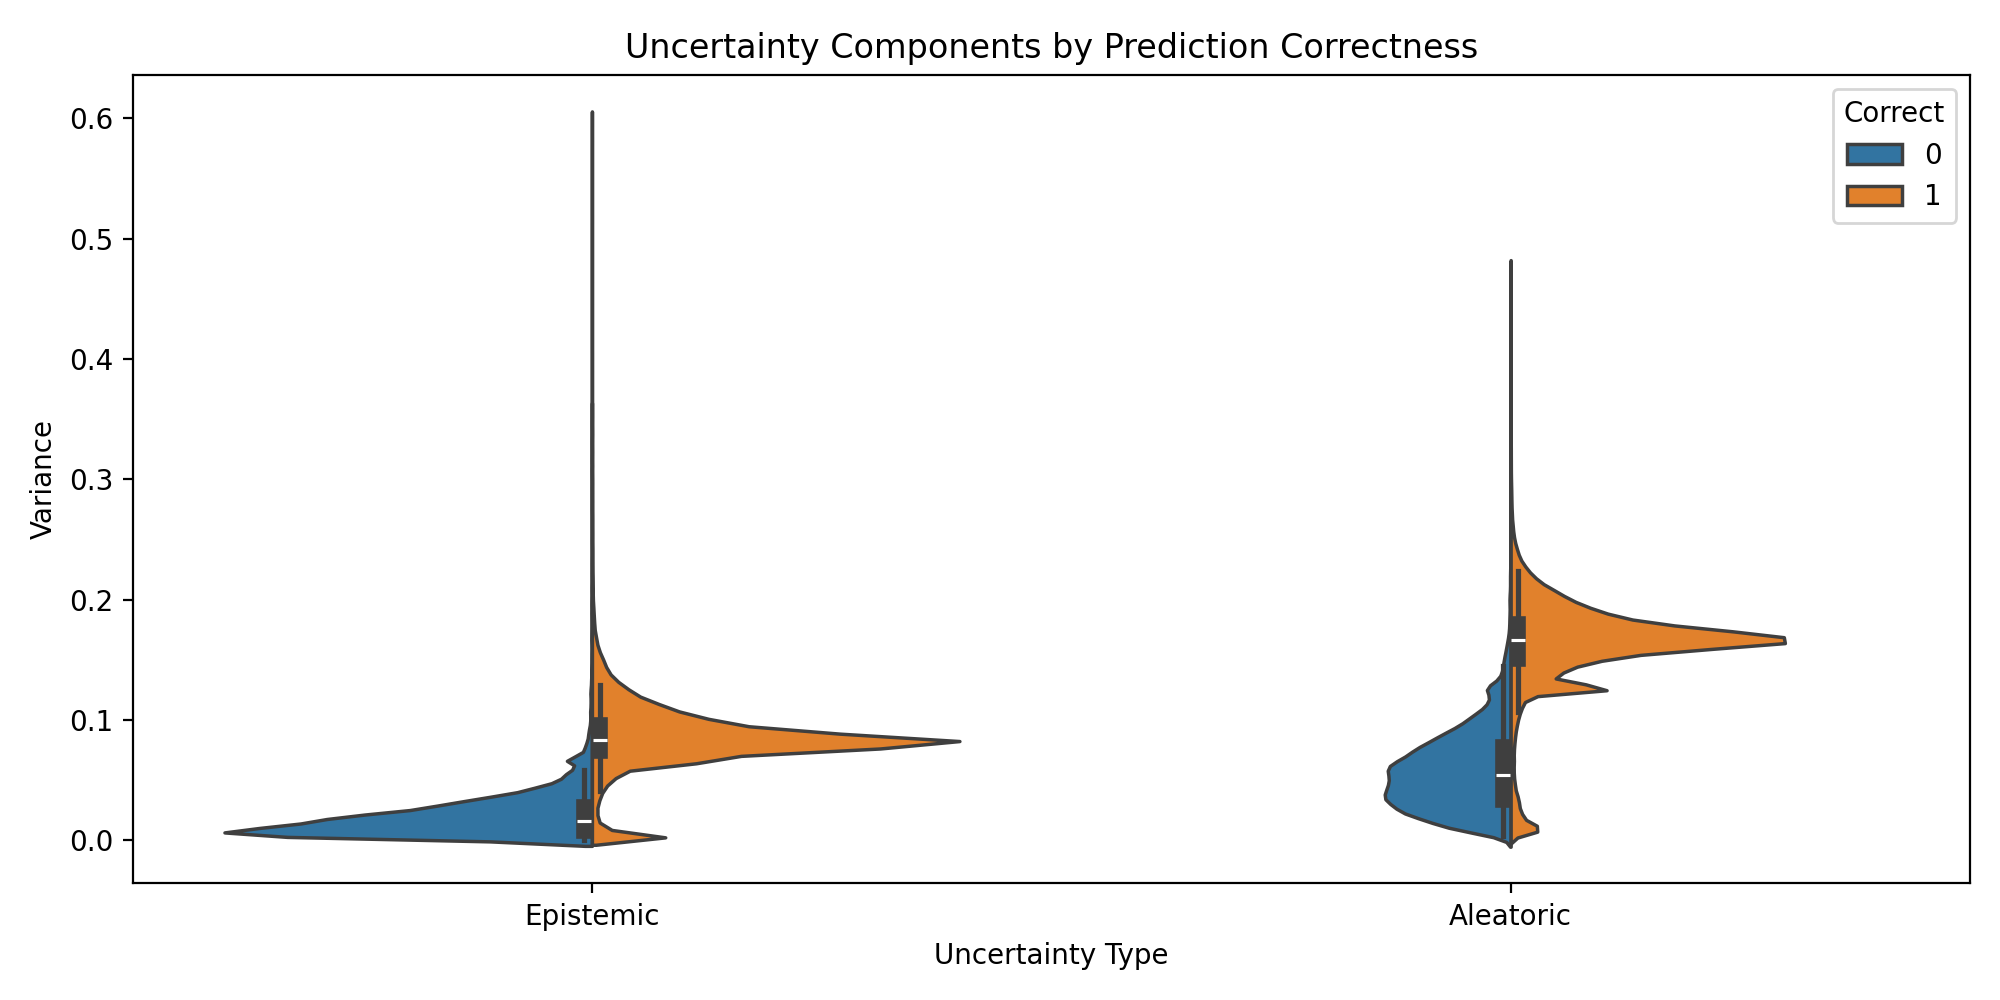 Uncertainty Components by Prediction Correctness
Correct
0
1
0.6
0.5
0.4
0.3
0.2
0.1
0.0
Variance
Epistemic
Aleatoric
Uncertainty Type